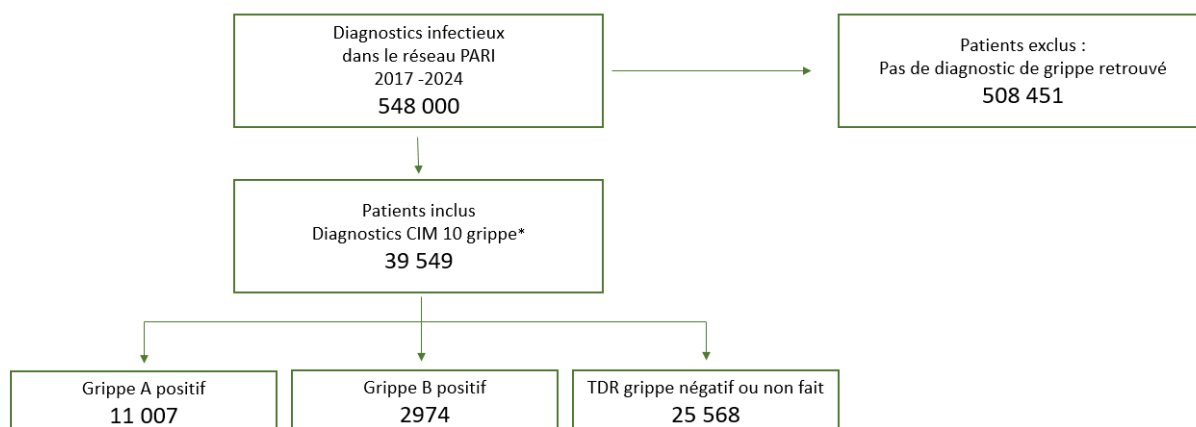 Diagnostics infectieux
dans le réseau PARI
2017 -2024
548 000
Patients exclus :
Pas de diagnostic de grippe retrouvé
508 451
Patients inclus
Diagnostics CIM 10 grippe*
39 549
Grippe A positif
11 007
Grippe B positif
2974
TDR grippe négatif ou non fait
25 568